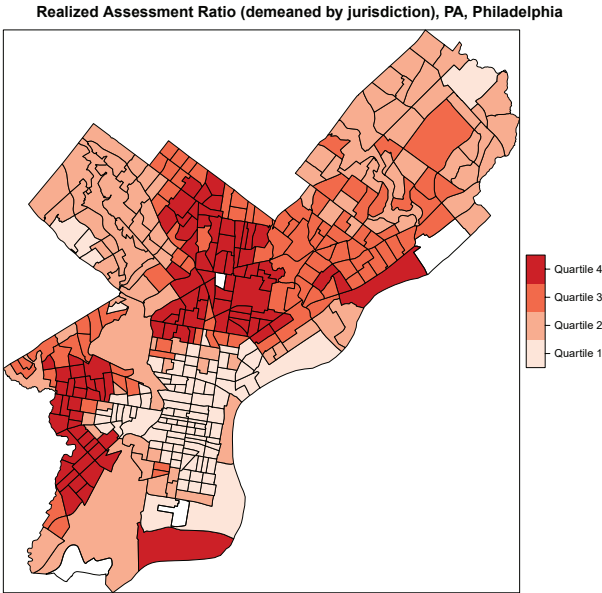 Realized Assessment Ratio (demeaned by jurisdiction), PA, Philadelphia
Quartile 4
Quartile 3
Quartile 2
Quartile 1